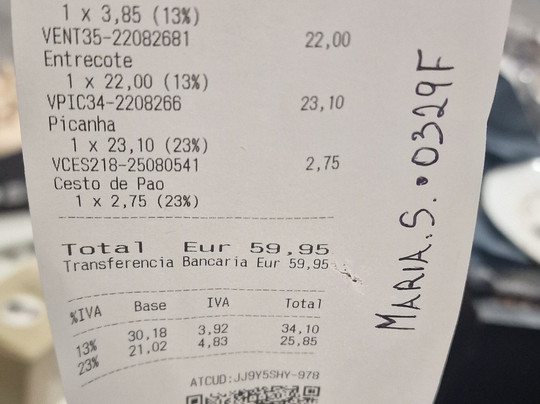 1 x 3,85 (13%)
VENT35-22082681 22,00
Entrecote
1 x 22,00 (13%)
VPIC34-2208266 23,10
Picanha
1 x 23,10 (23%)
VCES218-25080541 2,75
Cesto de Pao
1 x 2,75 (23%)
Total Eur 59,95
Transferencia Bancaria Eur 59,95
%IVA Base IVA Total
13% 30,18 3,92 34,10
23% 21,02 4,83 25,85
ATCUD:JJ9Y5SHY-978
MARIA.S.•0329F